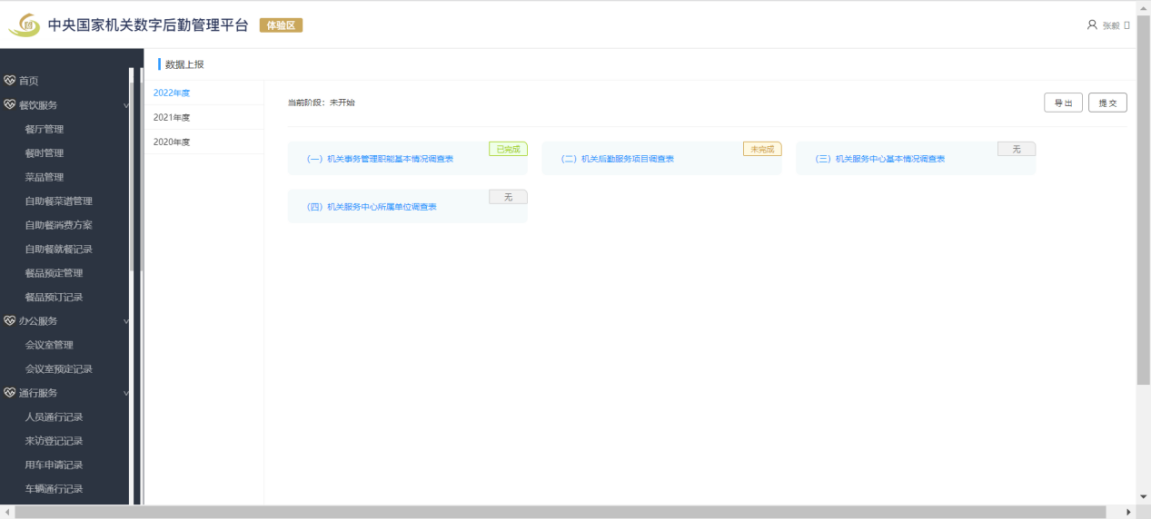 中央国家机关数字后勤管理平台 体验区
张毅
数据上报
首页
餐饮服务
餐厅管理
餐时管理
菜品管理
自助餐菜谱管理
自助餐消费方案
自助餐就餐记录
餐品预定管理
餐品预订记录
办公服务
会议室管理
会议室预定记录
通行服务
人员通行记录
来访登记记录
用车申请记录
车辆通行记录
2022年度
2021年度
2020年度
当前阶段：未开始
导出 提交
已完成
（一）机关事务管理职能基本情况调查表
未完成
（二）机关后勤服务项目调查表
无
（三）机关服务中心基本情况调查表
无
（四）机关服务中心所属单位调查表